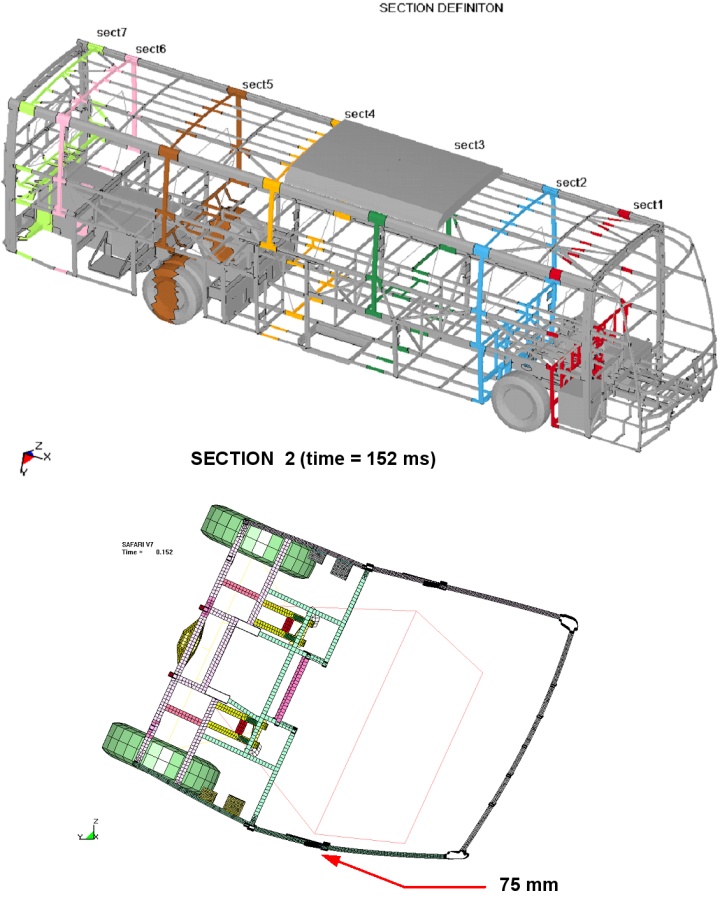 SECTION DEFINITON
sect7
sect6
sect5
sect4
sect3
sect2
sect1
Z
X
Y
SECTION 2 (time = 152 ms)
SAFARI V7
Time = 0.152
Z
Y X
75 mm